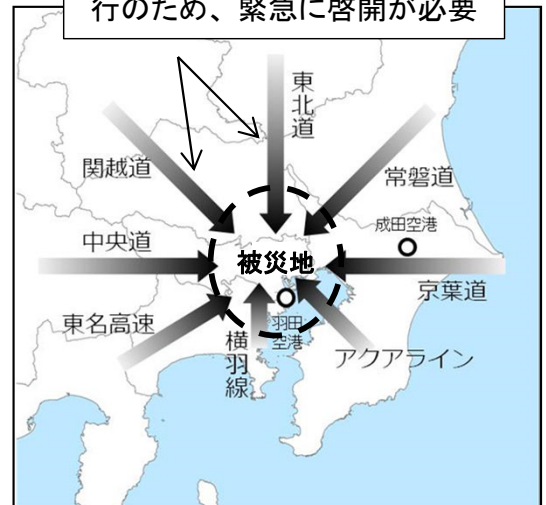 行のため、緊急に啓開が必要
東北道
関越道
常磐道
成田空港
中央道
被災地
京葉道
東名高速
羽田
空港
横羽線
アクアライン